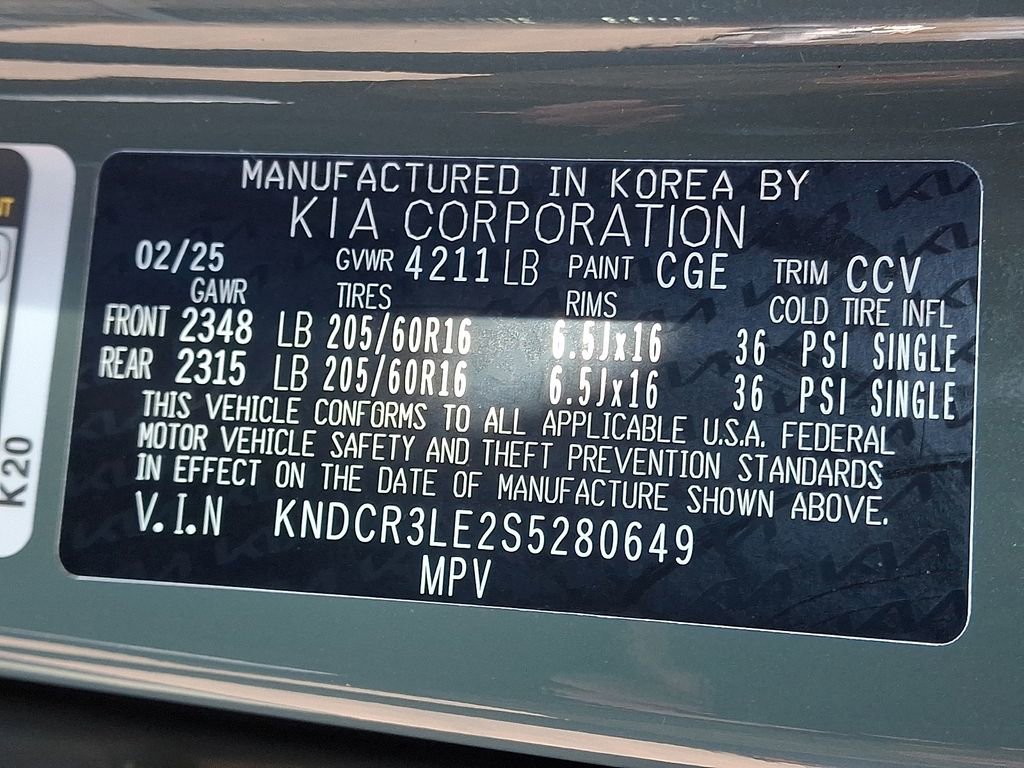 MANUFACTURED IN KOREA BY
KIA CORPORATION
02/25 GVWR 4211 LB PAINT CGE TRIM CCV
GAWR TIRES RIMS COLD TIRE INFL
FRONT 2348 LB 205/60R16 6.5Jx16 36 PSI SINGLE
REAR 2315 LB 205/60R16 6.5Jx16 36 PSI SINGLE
THIS VEHICLE CONFORMS TO ALL APPLICABLE U.S.A. FEDERAL
MOTOR VEHICLE SAFETY AND THEFT PREVENTION STANDARDS
IN EFFECT ON THE DATE OF MANUFACTURE SHOWN ABOVE.
V.I.N KNDCR3LE2S5280649
MPV
K20